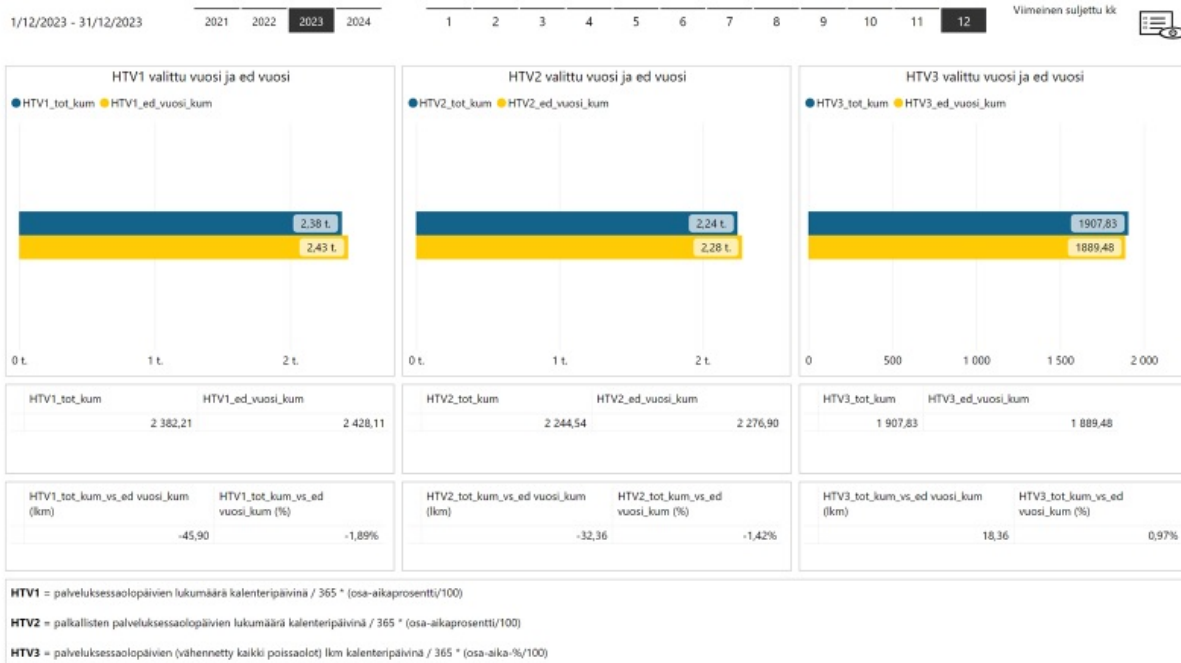 1/12/2023 - 31/12/2023
2021 2022 2023 2024
1 2 3 4 5 6 7 8 9 10 11 12
Viimeinen suljettu kk
HTV1 valittu vuosi ja ed vuosi
HTV1_tot_kum HTV1_ed_vuosi_kum
2,38 t.
2,43 t.
0 t. 1 t. 2 t.
HTV2 valittu vuosi ja ed vuosi
HTV2_tot_kum HTV2_ed_vuosi_kum
2,24 t.
2,28 t.
0 t. 1 t. 2 t.
HTV3 valittu vuosi ja ed vuosi
HTV3_tot_kum HTV3_ed_vuosi_kum
1907,83
1889,48
0 500 1 000 1 500 2 000
HTV1_tot_kum HTV1_ed_vuosi_kum
2 382,21 2 428,11
HTV2_tot_kum HTV2_ed_vuosi_kum
2 244,54 2 276,90
HTV3_tot_kum HTV3_ed_vuosi_kum
1 907,83 1 889,48
HTV1_tot_kum_vs_ed vuosi_kum HTV1_tot_kum_vs_ed
(lkm) vuosi_kum (%)
-45,90 -1,89%
HTV2_tot_kum_vs_ed vuosi_kum HTV2_tot_kum_vs_ed
(lkm) vuosi_kum (%)
-32,36 -1,42%
HTV3_tot_kum_vs_ed vuosi_kum HTV3_tot_kum_vs_ed
(lkm) vuosi_kum (%)
18,36 0,97%
HTV1 = palveluksessaolopäivien lukumäärä kalenteripäivinä / 365 * (osa-aikaprosentti/100)
HTV2 = palkallisten palveluksessaolopäivien lukumäärä kalenteripäivinä / 365 * (osa-aikaprosentti/100)
HTV3 = palveluksessaolopäivien (vähennetty kaikki poissaolot) lkm kalenteripäivinä / 365 * (osa-aika-%/100)